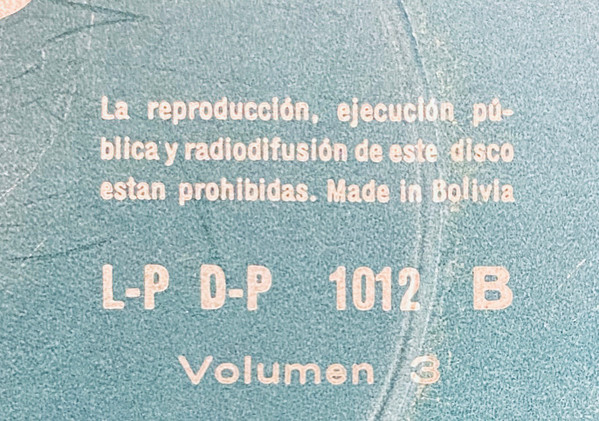 La reproducción, ejecución pú-
blica y radiodifusión de este disco
estan prohibidas. Made in Bolivia
L-P D-P 1012 B
Volumen 3